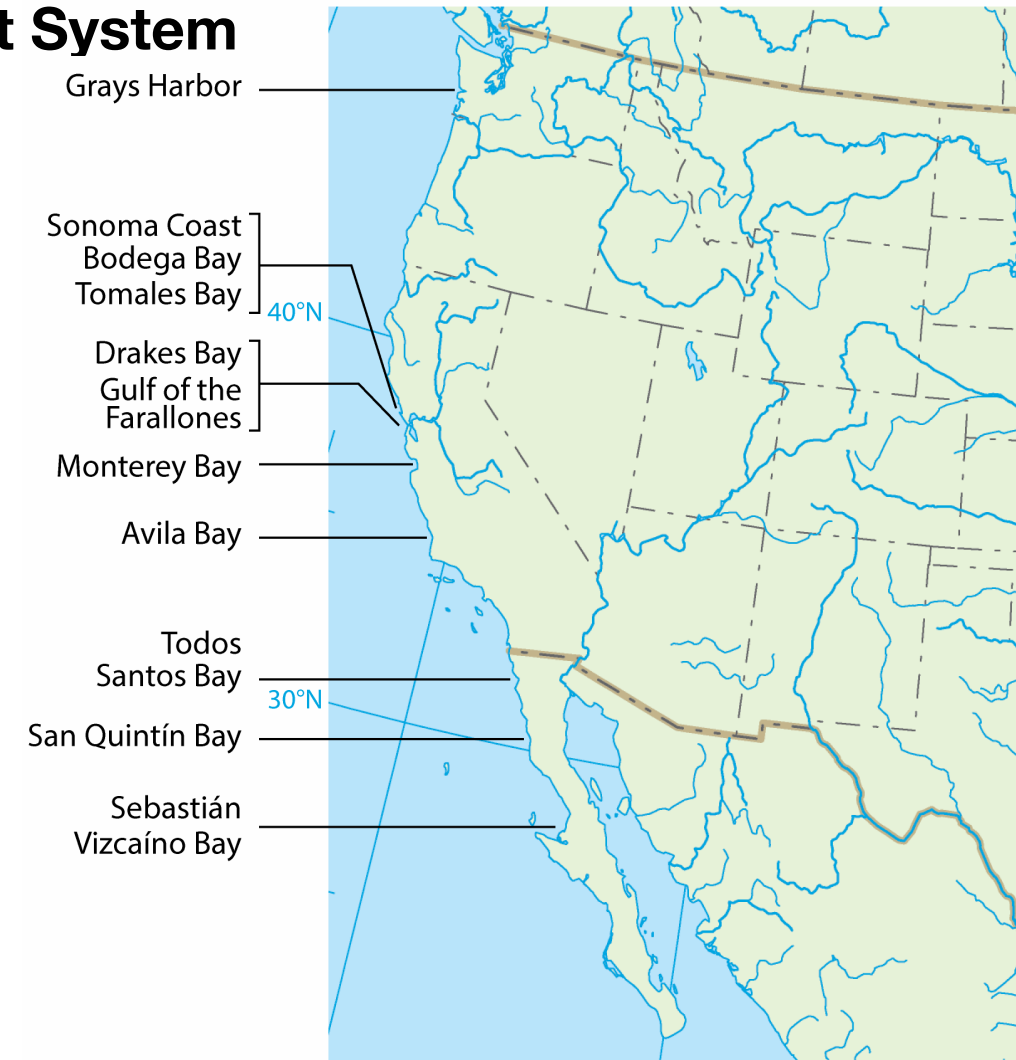 t System
Grays Harbor
Sonoma Coast
Bodega Bay
Tomales Bay
40°N
Drakes Bay
Gulf of the
Farallones
Monterey Bay
Avila Bay
Todos
Santos Bay
30°N
San Quintín Bay
Sebastián
Vizcaíno Bay